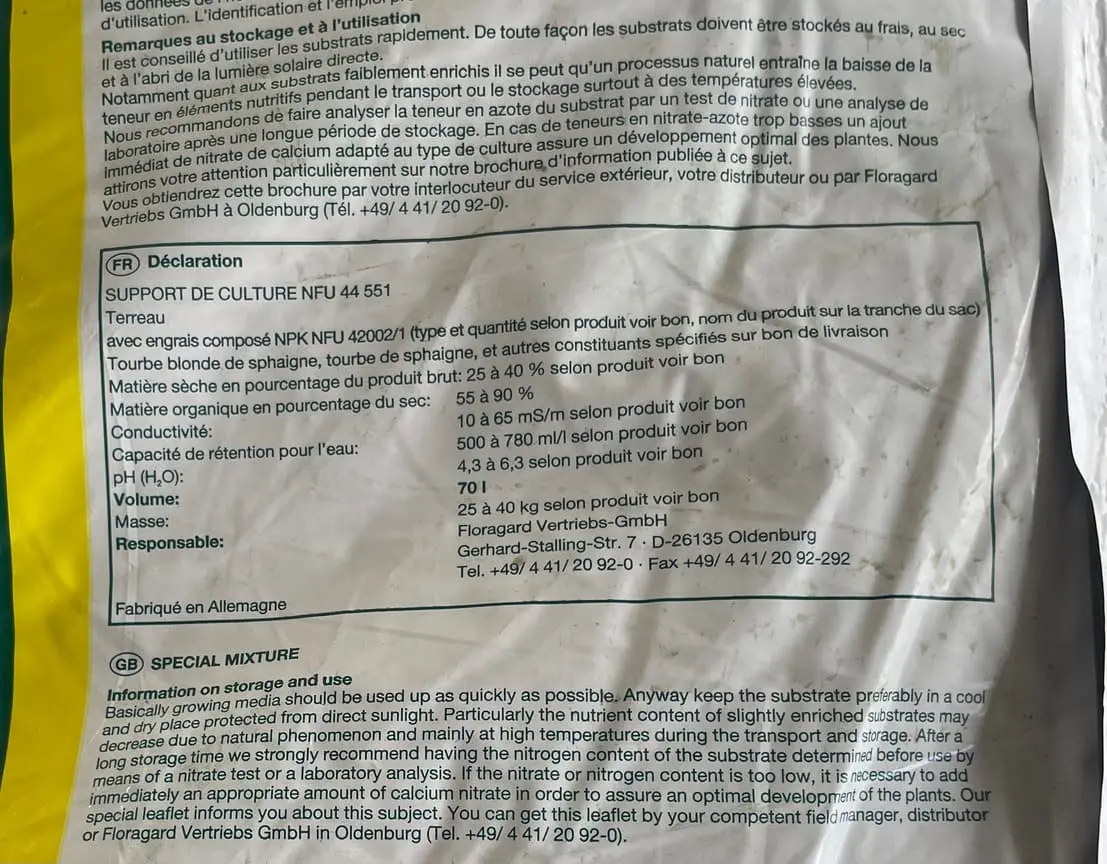 les données de l'
d'utilisation. L'identification et l'emploi
Remarques au stockage et à l'utilisation
Il est conseillé d'utiliser les substrats rapidement. De toute façon les substrats doivent être stockés au frais, au sec
et à l'abri de la lumière solaire directe.
Notamment quant aux substrats faiblement enrichis il se peut qu'un processus naturel entraîne la baisse de la
teneur en éléments nutritifs pendant le transport ou le stockage surtout à des températures élevées.
Nous recommandons de faire analyser la teneur en azote du substrat par un test de nitrate ou une analyse de
laboratoire après une longue période de stockage. En cas de teneurs en nitrate-azote trop basses un ajout
immédiat de nitrate de calcium adapté au type de culture assure un développement optimal des plantes. Nous
attirons votre attention particulièrement sur notre brochure d'information publiée à ce sujet.
Vous obtiendrez cette brochure par votre interlocuteur du service extérieur, votre distributeur ou par Floragard
Vertriebs GmbH à Oldenburg (Tél. +49/ 4 41/ 20 92-0).
FR Déclaration
SUPPORT DE CULTURE NFU 44 551
Terreau
avec engrais composé NPK NFU 42002/1 (type et quantité selon produit voir bon, nom du produit sur la tranche du sac)
Tourbe blonde de sphaigne, tourbe de sphaigne, et autres constituants spécifiés sur bon de livraison
Matière sèche en pourcentage du produit brut: 25 à 40 % selon produit voir bon
Matière organique en pourcentage du sec: 55 à 90 %
Conductivité: 10 à 65 mS/m selon produit voir bon
Capacité de rétention pour l'eau: 500 à 780 ml/l selon produit voir bon
pH (H₂O): 4,3 à 6,3 selon produit voir bon
Volume: 70 l
Masse: 25 à 40 kg selon produit voir bon
Responsable: Floragard Vertriebs-GmbH
Gerhard-Stalling-Str. 7 · D-26135 Oldenburg
Tel. +49/ 4 41/ 20 92-0 · Fax +49/ 4 41/ 20 92-292
Fabriqué en Allemagne
GB SPECIAL MIXTURE
Information on storage and use
Basically growing media should be used up as quickly as possible. Anyway keep the substrate preferably in a cool
and dry place protected from direct sunlight. Particularly the nutrient content of slightly enriched substrates may
decrease due to natural phenomenon and mainly at high temperatures during the transport and storage. After a
long storage time we strongly recommend having the nitrogen content of the substrate determined before use by
means of a nitrate test or a laboratory analysis. If the nitrate or nitrogen content is too low, it is necessary to add
immediately an appropriate amount of calcium nitrate in order to assure an optimal development of the plants. Our
special leaflet informs you about this subject. You can get this leaflet by your competent field manager, distributor
or Floragard Vertriebs GmbH in Oldenburg (Tel. +49/ 4 41/ 20 92-0).